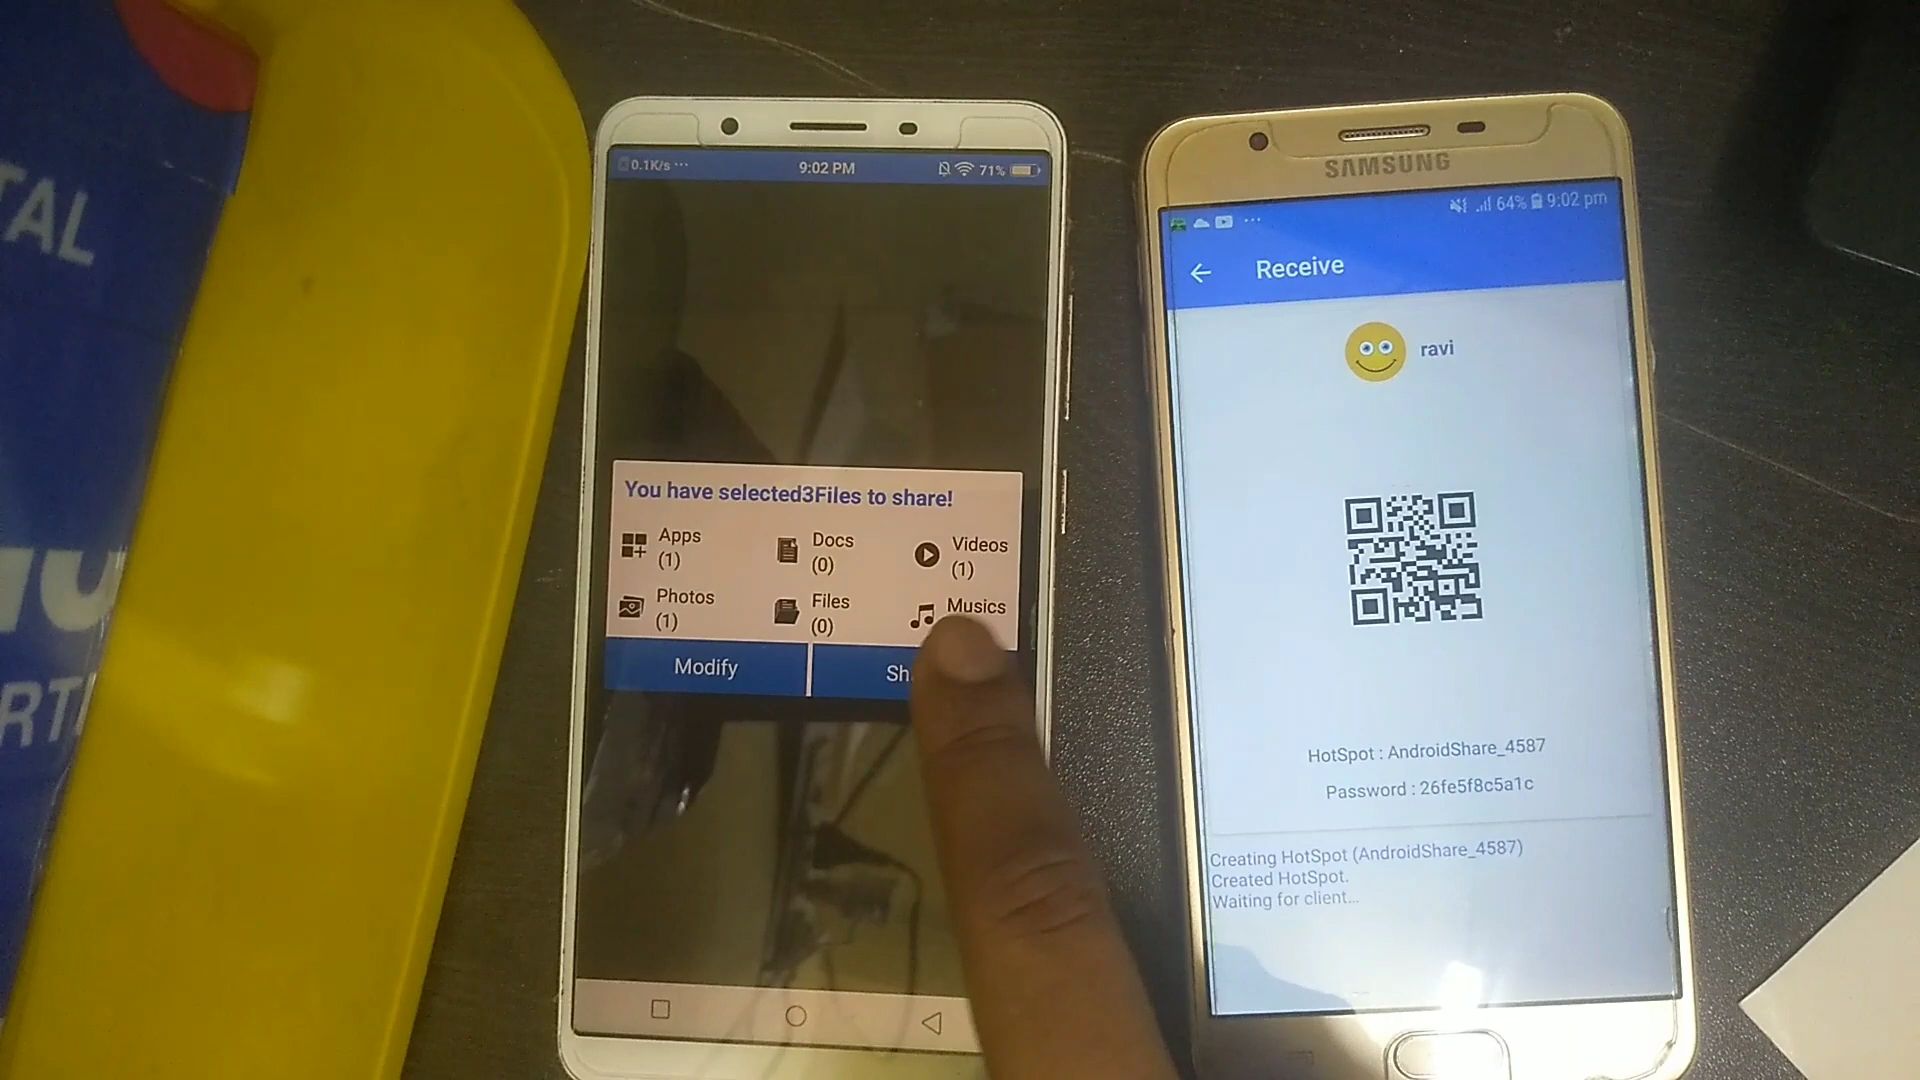 TAL
RTI
0.1K/s ...
9:02 PM
71%
You have selected3Files to share!
Apps
(1)
Docs
(0)
Videos
(1)
Photos
(1)
Files
(0)
Musics
Modify
Sh
SAMSUNG
64% 9:02 pm
Receive
ravi
HotSpot : AndroidShare_4587
Password : 26fe5f8c5a1c
Creating HotSpot (AndroidShare_4587)
Created HotSpot.
Waiting for client...